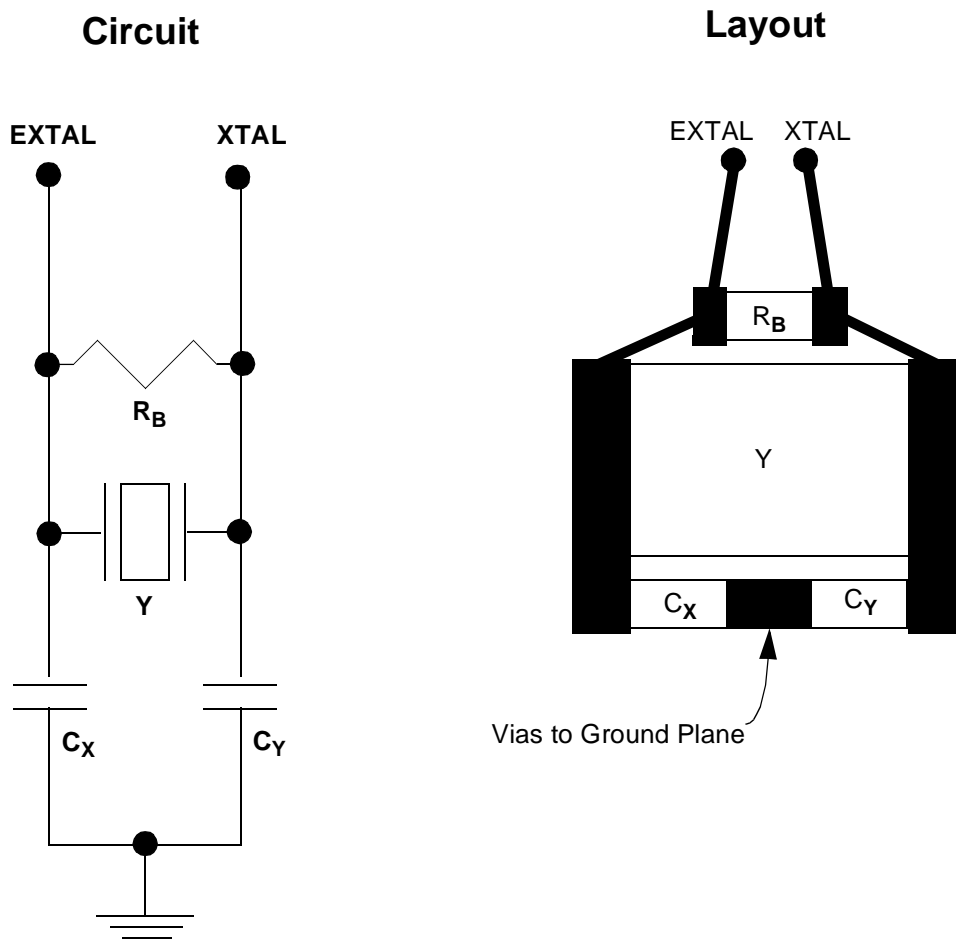 Circuit
EXTAL XTAL
RB
Y
CX CY
Layout
EXTAL XTAL
RB
Y
CX CY
Vias to Ground Plane